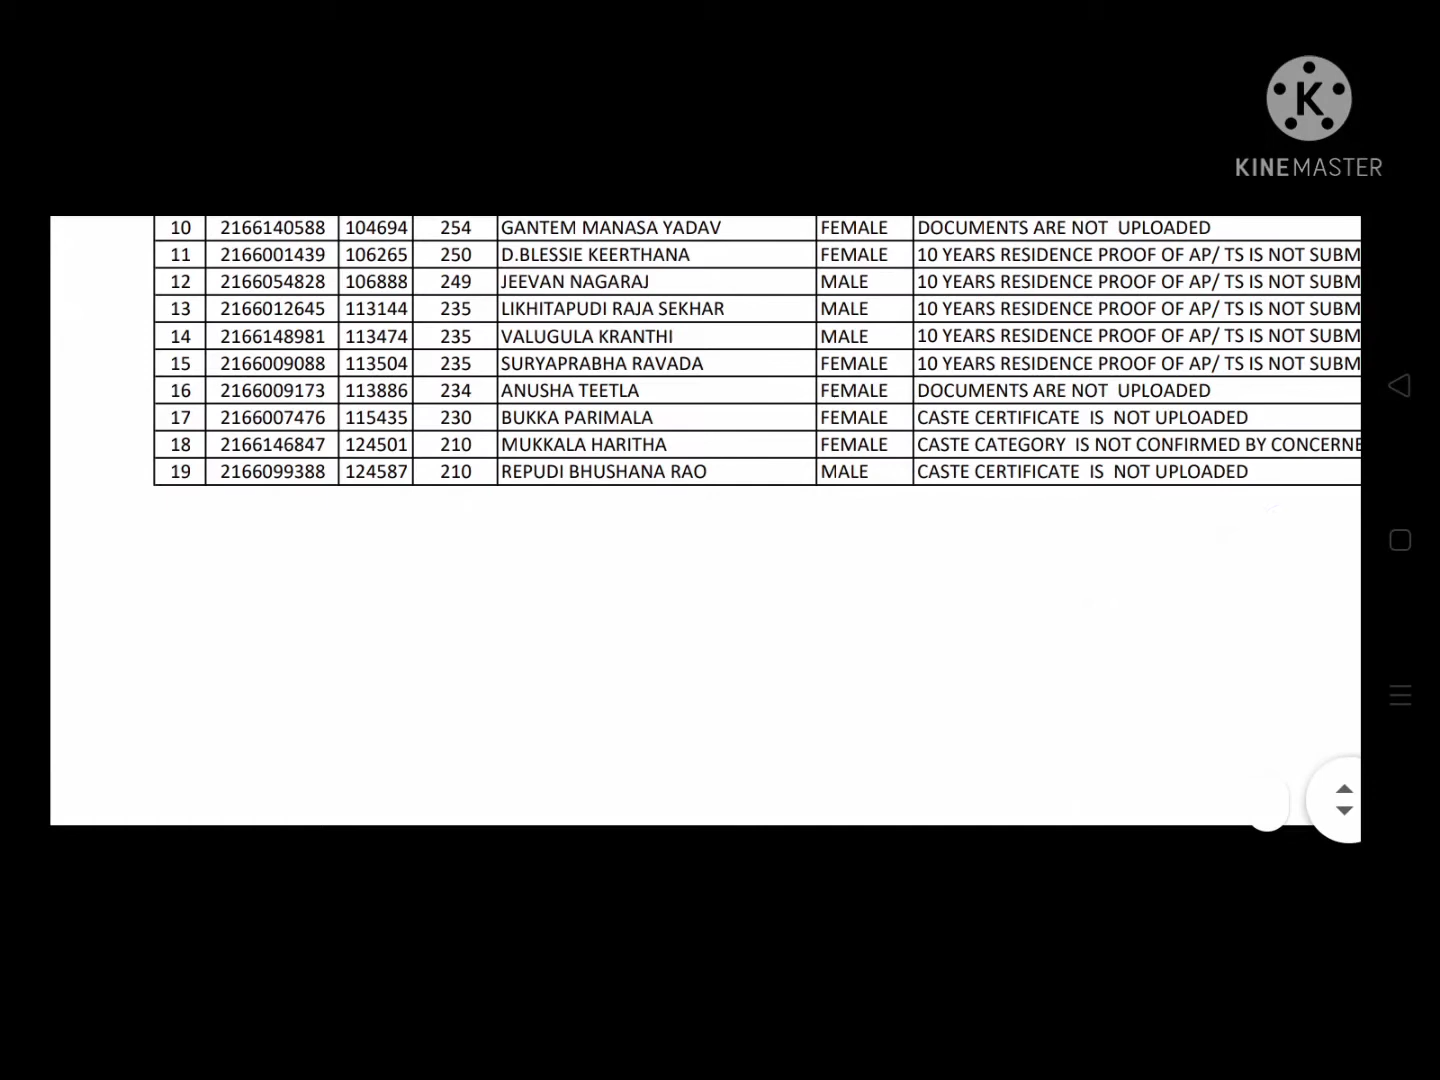 K
KINEMASTER
10 2166140588 104694 254 GANTEM MANASA YADAV FEMALE DOCUMENTS ARE NOT UPLOADED
11 2166001439 106265 250 D.BLESSIE KEERTHANA FEMALE 10 YEARS RESIDENCE PROOF OF AP/ TS IS NOT SUBM
12 2166054828 106888 249 JEEVAN NAGARAJ MALE 10 YEARS RESIDENCE PROOF OF AP/ TS IS NOT SUBM
13 2166012645 113144 235 LIKHITAPUDI RAJA SEKHAR MALE 10 YEARS RESIDENCE PROOF OF AP/ TS IS NOT SUBM
14 2166148981 113474 235 VALUGULA KRANTHI MALE 10 YEARS RESIDENCE PROOF OF AP/ TS IS NOT SUBM
15 2166009088 113504 235 SURYAPRABHA RAVADA FEMALE 10 YEARS RESIDENCE PROOF OF AP/ TS IS NOT SUBM
16 2166009173 113886 234 ANUSHA TEETLA FEMALE DOCUMENTS ARE NOT UPLOADED
17 2166007476 115435 230 BUKKA PARIMALA FEMALE CASTE CERTIFICATE IS NOT UPLOADED
18 2166146847 124501 210 MUKKALA HARITHA FEMALE CASTE CATEGORY IS NOT CONFIRMED BY CONCERNE
19 2166099388 124587 210 REPUDI BHUSHANA RAO MALE CASTE CERTIFICATE IS NOT UPLOADED